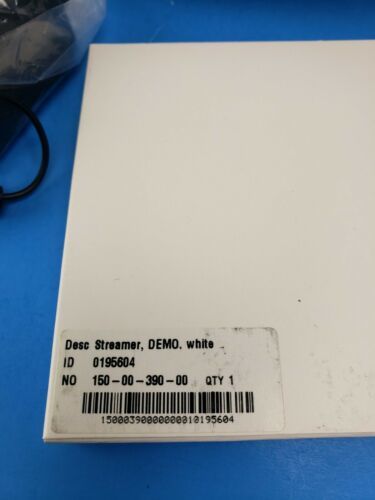 Desc Streamer, DEMO, white
ID 0195604
NO 150-00-390-00 QTY 1
15000390000000010195604